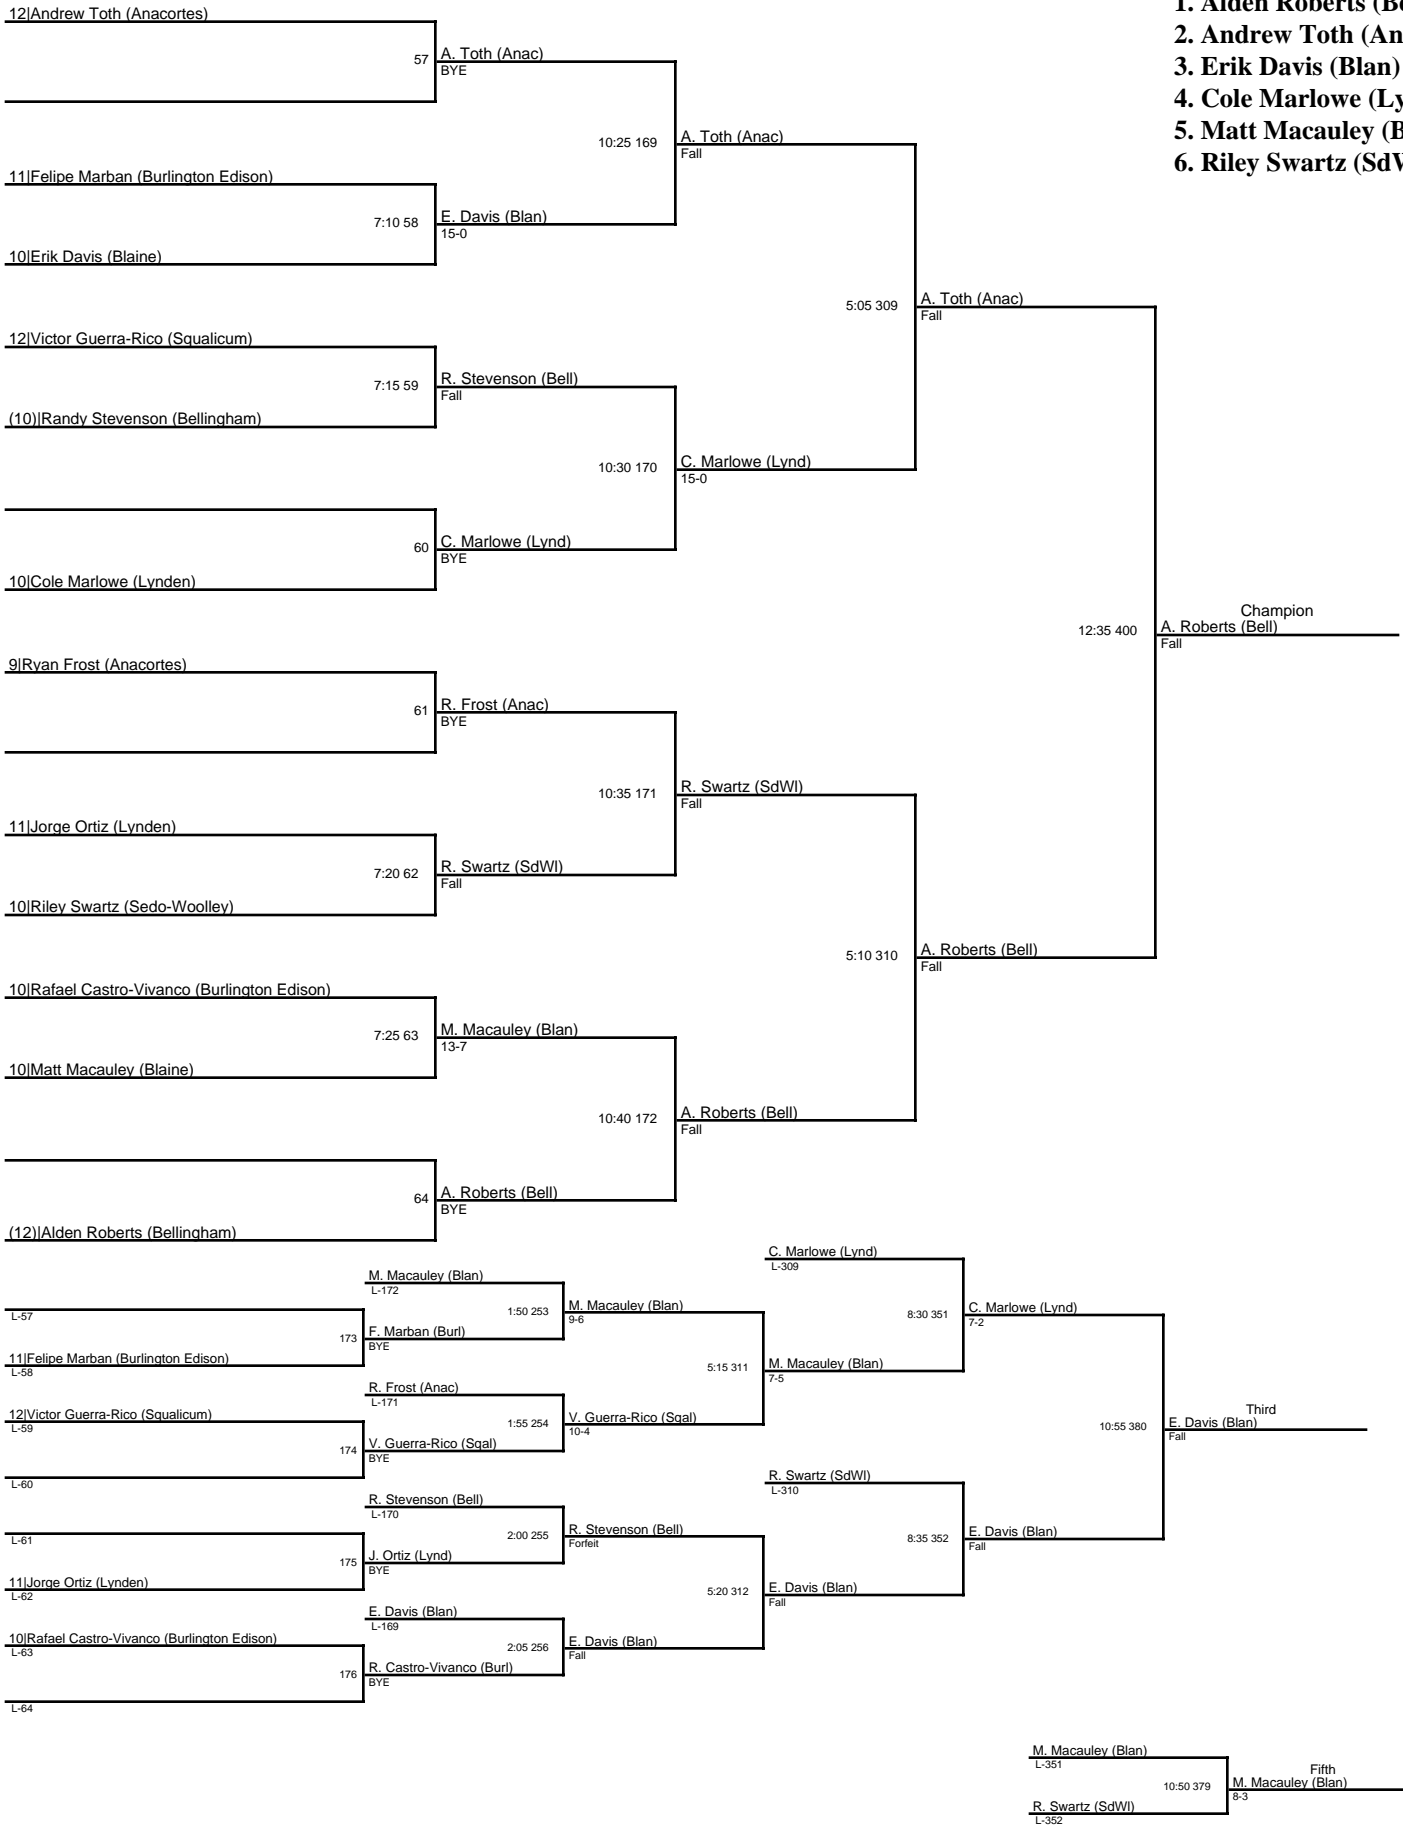 1. Alden Roberts (Be
2. Andrew Toth (An
3. Erik Davis (Blan)
4. Cole Marlowe (Ly
5. Matt Macauley (B
6. Riley Swartz (SdW
12|Andrew Toth (Anacortes)
57
A. Toth (Anac)
BYE
10:25 169
A. Toth (Anac)
Fall
11|Felipe Marban (Burlington Edison)
7:10 58
E. Davis (Blan)
15-0
10|Erik Davis (Blaine)
5:05 309
A. Toth (Anac)
Fall
12|Victor Guerra-Rico (Squalicum)
7:15 59
R. Stevenson (Bell)
Fall
(10)|Randy Stevenson (Bellingham)
10:30 170
C. Marlowe (Lynd)
15-0
60
C. Marlowe (Lynd)
BYE
10|Cole Marlowe (Lynden)
12:35 400
Champion
A. Roberts (Bell)
Fall
9|Ryan Frost (Anacortes)
61
R. Frost (Anac)
BYE
10:35 171
R. Swartz (SdWl)
Fall
11|Jorge Ortiz (Lynden)
7:20 62
R. Swartz (SdWl)
Fall
10|Riley Swartz (Sedo-Woolley)
5:10 310
A. Roberts (Bell)
Fall
10|Rafael Castro-Vivanco (Burlington Edison)
7:25 63
M. Macauley (Blan)
13-7
10|Matt Macauley (Blaine)
10:40 172
A. Roberts (Bell)
Fall
64
A. Roberts (Bell)
BYE
(12)|Alden Roberts (Bellingham)
C. Marlowe (Lynd)
L-309
M. Macauley (Blan)
L-172
1:50 253
M. Macauley (Blan)
9-6
8:30 351
C. Marlowe (Lynd)
7-2
L-57
173
F. Marban (Burl)
BYE
11|Felipe Marban (Burlington Edison)
L-58
5:15 311
M. Macauley (Blan)
7-5
R. Frost (Anac)
L-171
12|Victor Guerra-Rico (Squalicum)
L-59
1:55 254
V. Guerra-Rico (Sqal)
10-4
10:55 380
Third
E. Davis (Blan)
Fall
174
V. Guerra-Rico (Sqal)
BYE
L-60
R. Swartz (SdWl)
L-310
R. Stevenson (Bell)
L-170
2:00 255
R. Stevenson (Bell)
Forfeit
8:35 352
E. Davis (Blan)
Fall
L-61
175
J. Ortiz (Lynd)
BYE
11|Jorge Ortiz (Lynden)
L-62
5:20 312
E. Davis (Blan)
Fall
E. Davis (Blan)
L-169
10|Rafael Castro-Vivanco (Burlington Edison)
L-63
2:05 256
E. Davis (Blan)
Fall
176
R. Castro-Vivanco (Burl)
BYE
L-64
M. Macauley (Blan)
L-351
10:50 379
Fifth
M. Macauley (Blan)
8-3
R. Swartz (SdWl)
L-352